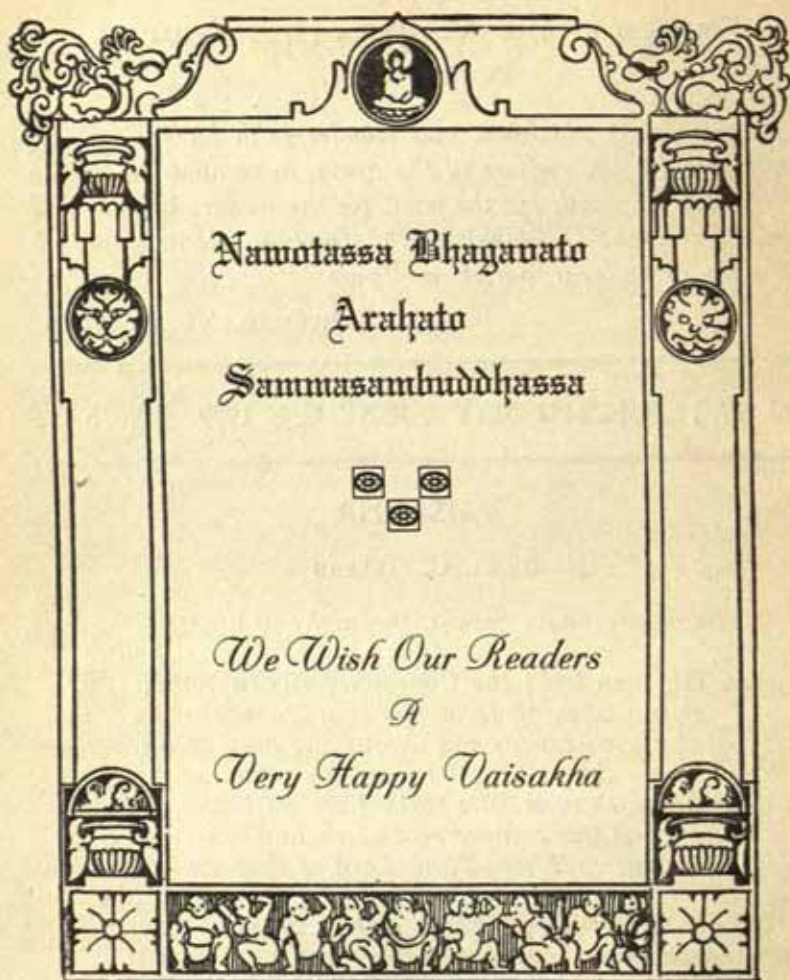 Nawotassa Bhagavato
Arahato
Sammasambuddhassa
We Wish Our Readers
A
Very Happy Vaisakha